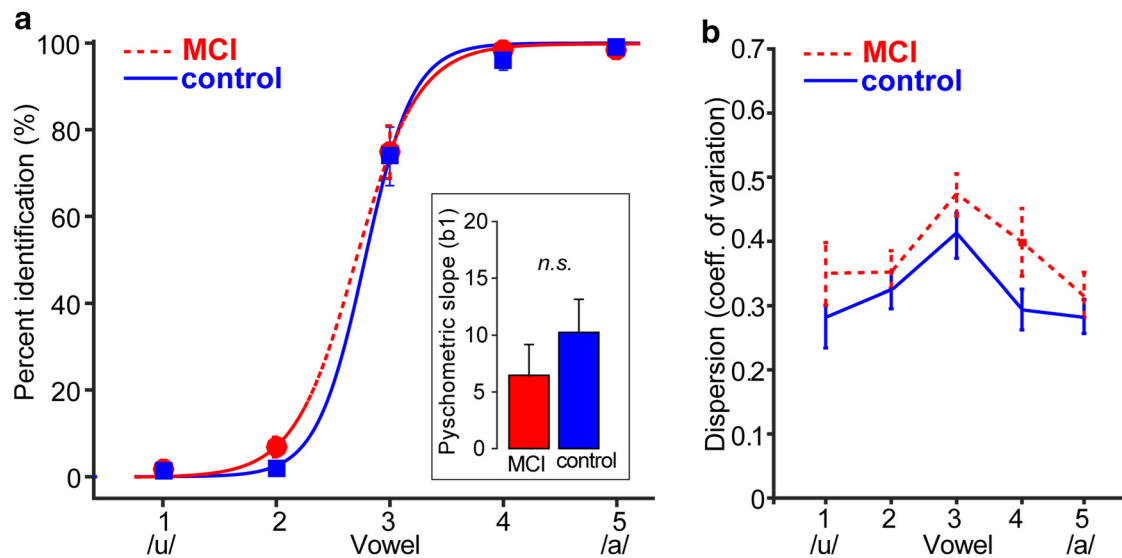 a
MCI
control
Percent identification (%)
100
80
60
40
20
0
1
2
3
4
5
/u/
Vowel
/a/
Pyschometric slope (b1)
20
15
10
5
0
n.s.
MCI
control
b
MCI
control
Dispersion (coeff. of variation)
0.7
0.6
0.5
0.4
0.3
0.2
0.1
0
1
2
3
4
5
/u/
Vowel
/a/